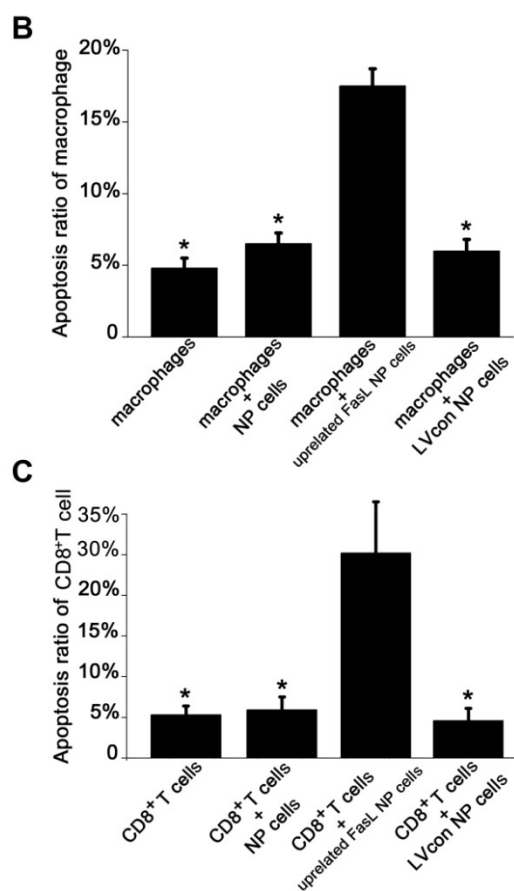 B
Apoptosis ratio of macrophage
20%
15%
10%
5%
0
*
*
*
macrophages
macrophages
+
NP cells
macrophages
+
uprelated FasL NP cells
macrophages
+
LVcon NP cells
C
Apoptosis ratio of CD8⁺T cell
35%
30%
20%
15%
10%
5%
0
*
*
*
CD8⁺ T cells
CD8⁺ T cells
+
NP cells
CD8⁺ T cells
+
uprelated FasL NP cells
CD8⁺ T cells
+
LVcon NP cells